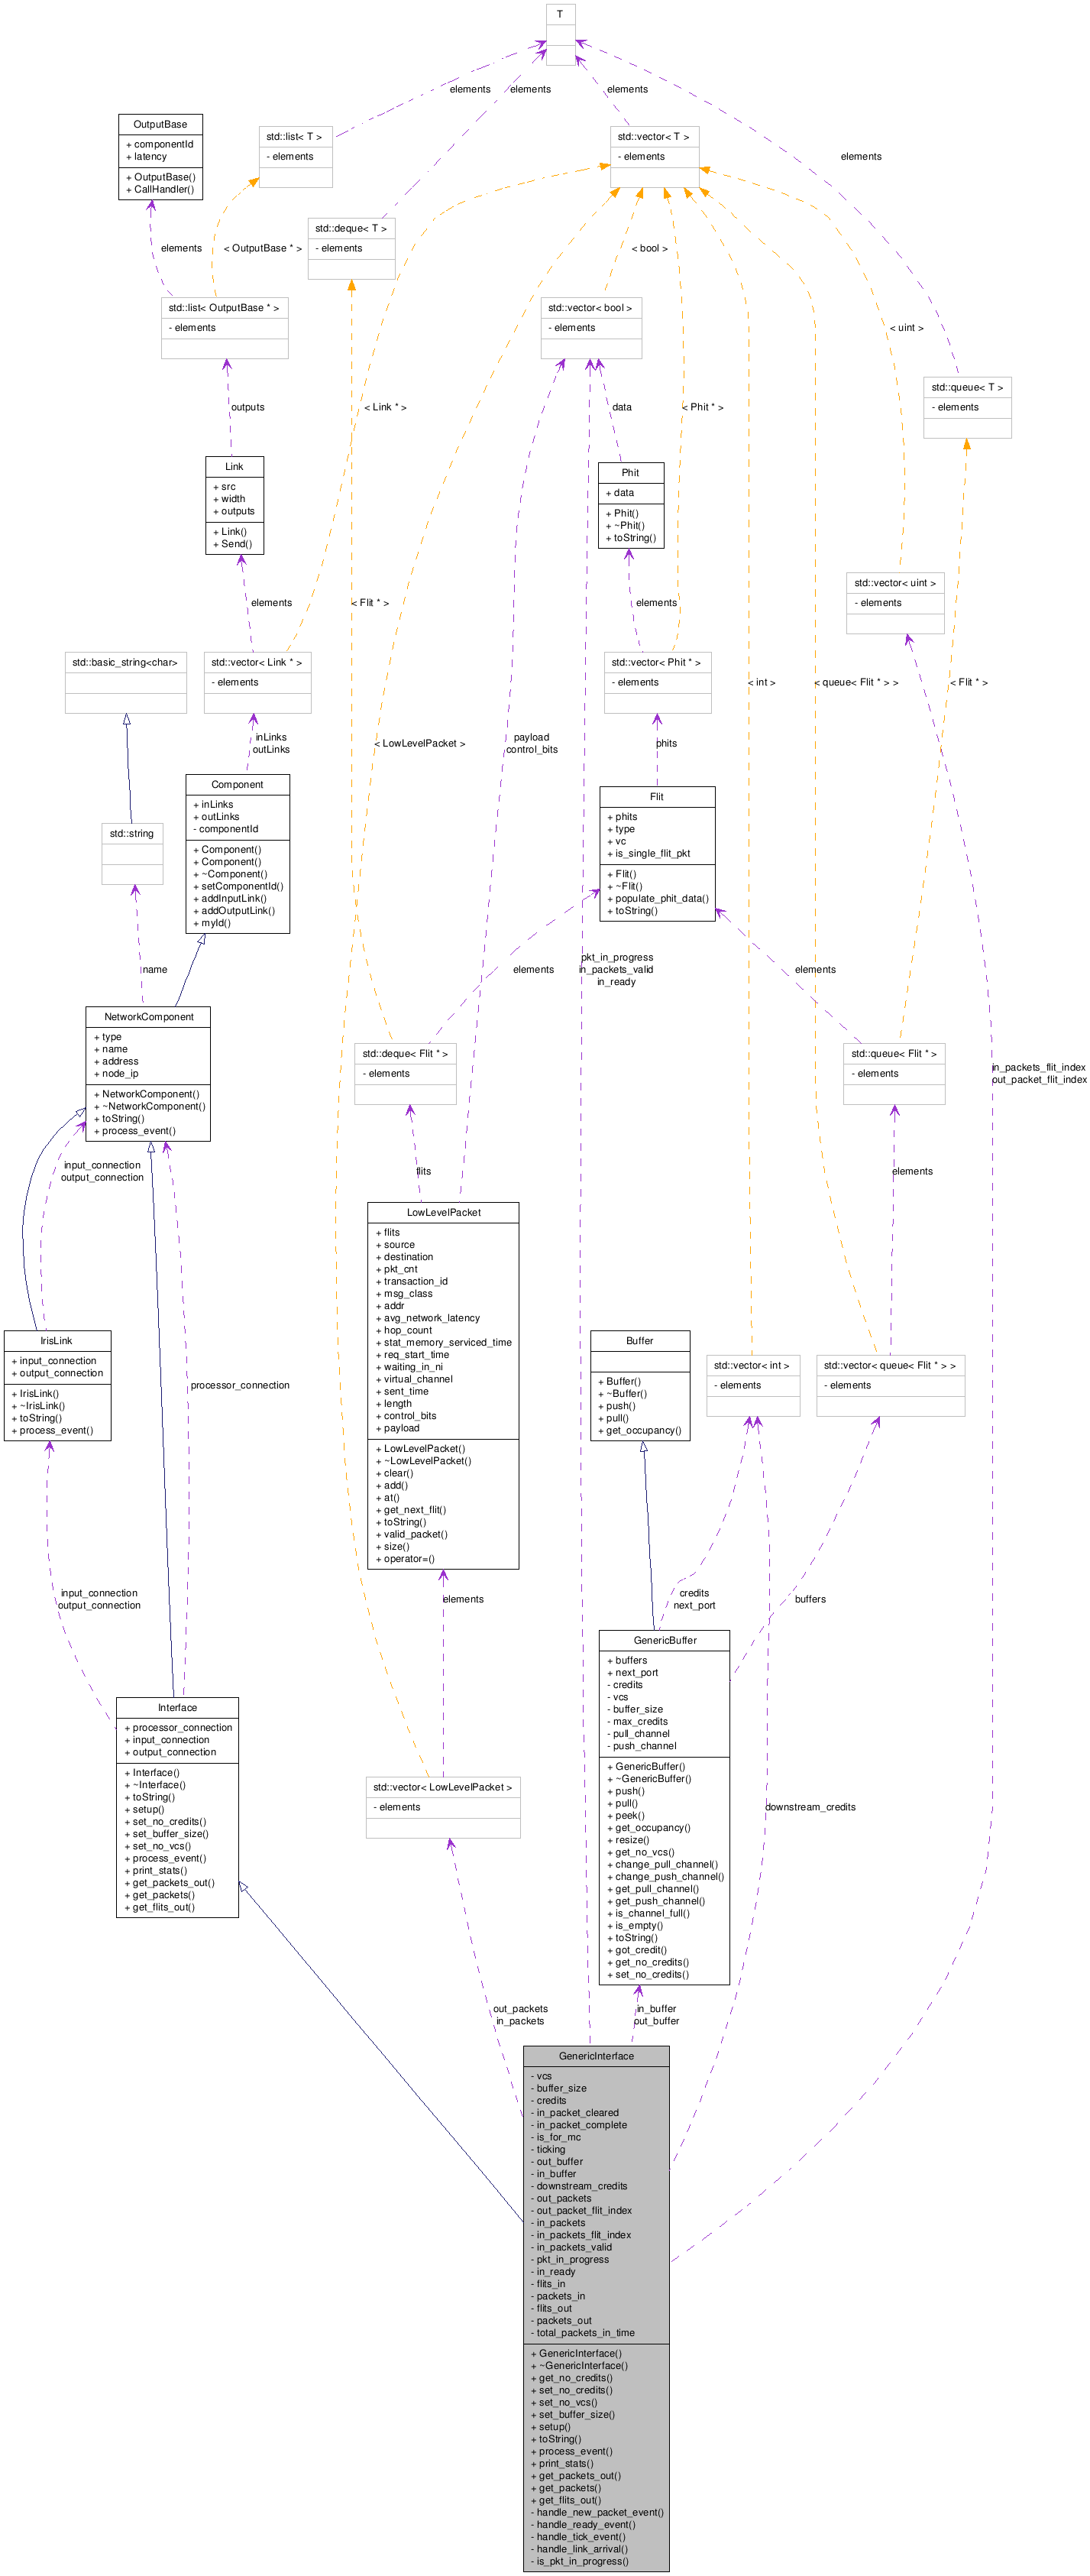 T
elements
elements
elements
OutputBase
+ componentId
+ latency
+ OutputBase()
+ CallHandler()
std::list< T >
- elements
std::vector< T >
- elements
elements
std::deque< T >
- elements
elements
< OutputBase * >
< bool >
std::list< OutputBase * >
- elements
std::vector< bool >
- elements
< uint >
std::queue< T >
- elements
outputs
< Link * >
data
< Phit * >
Link
+ src
+ width
+ outputs
+ Link()
+ Send()
Phit
+ data
+ Phit()
+ ~Phit()
+ toString()
std::vector< uint >
- elements
elements
< Flit * >
elements
std::basic_string<char>
std::vector< Link * >
- elements
std::vector< Phit * >
- elements
< int >
< queue< Flit * > >
< Flit * >
inLinks
outLinks
< LowLevelPacket >
payload
control_bits
phits
Component
+ inLinks
+ outLinks
- componentId
+ Component()
+ Component()
+ ~Component()
+ setComponentId()
+ addInputLink()
+ addOutputLink()
+ myId()
std::string
Flit
+ phits
+ type
+ vc
+ is_single_flit_pkt
+ Flit()
+ ~Flit()
+ populate_phit_data()
+ toString()
name
elements
pkt_in_progress
in_packets_valid
in_ready
elements
NetworkComponent
+ type
+ name
+ address
+ node_ip
+ NetworkComponent()
+ ~NetworkComponent()
+ toString()
+ process_event()
std::deque< Flit * >
- elements
std::queue< Flit * >
- elements
in_packets_flit_index
out_packet_flit_index
input_connection
output_connection
flits
elements
LowLevelPacket
+ flits
+ source
+ destination
+ pkt_cnt
+ transaction_id
+ msg_class
+ addr
+ avg_network_latency
+ hop_count
+ stat_memory_serviced_time
+ req_start_time
+ waiting_in_ni
+ virtual_channel
+ sent_time
+ length
+ control_bits
+ payload
+ LowLevelPacket()
+ ~LowLevelPacket()
+ clear()
+ add()
+ at()
+ get_next_flit()
+ toString()
+ valid_packet()
+ size()
+ operator=()
IrisLink
+ input_connection
+ output_connection
+ IrisLink()
+ ~IrisLink()
+ toString()
+ process_event()
processor_connection
Buffer
+ Buffer()
+ ~Buffer()
+ push()
+ pull()
+ get_occupancy()
std::vector< int >
- elements
std::vector< queue< Flit * > >
- elements
input_connection
output_connection
elements
credits
next_port
buffers
GenericBuffer
+ buffers
+ next_port
- credits
- vcs
- buffer_size
- max_credits
- pull_channel
- push_channel
+ GenericBuffer()
+ ~GenericBuffer()
+ push()
+ pull()
+ peek()
+ get_occupancy()
+ resize()
+ get_no_vcs()
+ change_pull_channel()
+ change_push_channel()
+ get_pull_channel()
+ get_push_channel()
+ is_channel_full()
+ is_empty()
+ toString()
+ got_credit()
+ get_no_credits()
+ set_no_credits()
Interface
+ processor_connection
+ input_connection
+ output_connection
+ Interface()
+ ~Interface()
+ toString()
+ setup()
+ set_no_credits()
+ set_buffer_size()
+ set_no_vcs()
+ process_event()
+ print_stats()
+ get_packets_out()
+ get_packets()
+ get_flits_out()
std::vector< LowLevelPacket >
- elements
downstream_credits
out_packets
in_packets
in_buffer
out_buffer
GenericInterface
- vcs
- buffer_size
- credits
- in_packet_cleared
- in_packet_complete
- is_for_mc
- ticking
- out_buffer
- in_buffer
- downstream_credits
- out_packets
- out_packet_flit_index
- in_packets
- in_packets_flit_index
- in_packets_valid
- pkt_in_progress
- in_ready
- flits_in
- packets_in
- flits_out
- packets_out
- total_packets_in_time
+ GenericInterface()
+ ~GenericInterface()
+ get_no_credits()
+ set_no_credits()
+ set_no_vcs()
+ set_buffer_size()
+ setup()
+ toString()
+ process_event()
+ print_stats()
+ get_packets_out()
+ get_packets()
+ get_flits_out()
- handle_new_packet_event()
- handle_ready_event()
- handle_tick_event()
- handle_link_arrival()
- is_pkt_in_progress()